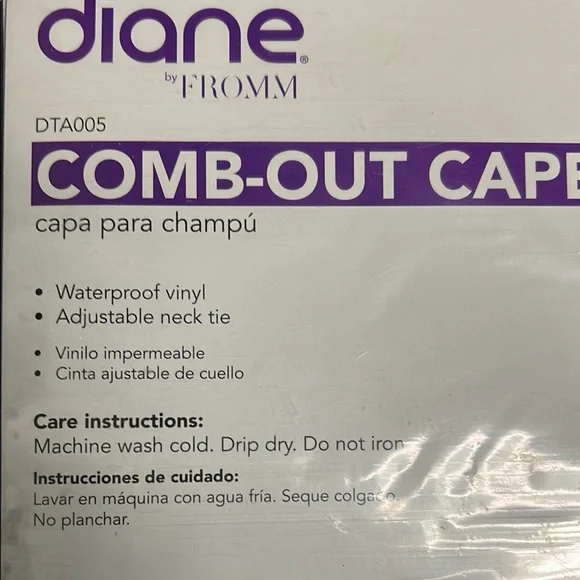 diane®
by FROMM
DTA005
COMB-OUT CAPE
capa para champú
• Waterproof vinyl
• Adjustable neck tie
• Vinilo impermeable
• Cinta ajustable de cuello
Care instructions:
Machine wash cold. Drip dry. Do not iron
Instrucciones de cuidado:
Lavar en máquina con agua fría. Seque colgado
No planchar.